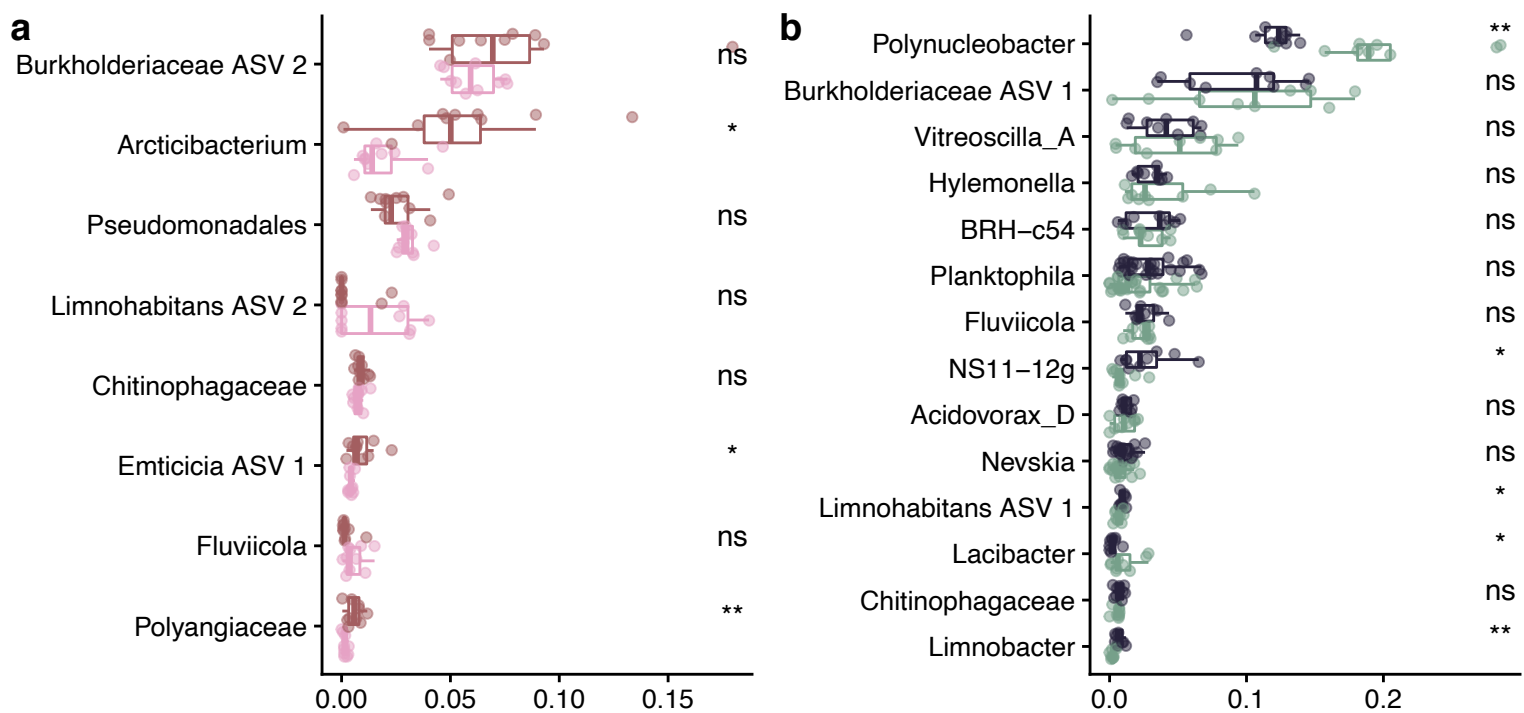 a
Burkholderiaceae ASV 2
ns
Arcticibacterium
*
Pseudomonadales
ns
Limnohabitans ASV 2
ns
Chitinophagaceae
ns
Emticicia ASV 1
*
Fluviicola
ns
Polyangiaceae
**
0.00 0.05 0.10 0.15
b
Polynucleobacter
**
Burkholderiaceae ASV 1
ns
Vitreoscilla_A
ns
Hylemonella
ns
BRH−c54
ns
Planktophila
ns
Fluviicola
ns
NS11−12g
*
Acidovorax_D
ns
Nevskia
ns
Limnohabitans ASV 1
*
Lacibacter
*
Chitinophagaceae
ns
Limnobacter
**
0.0 0.1 0.2